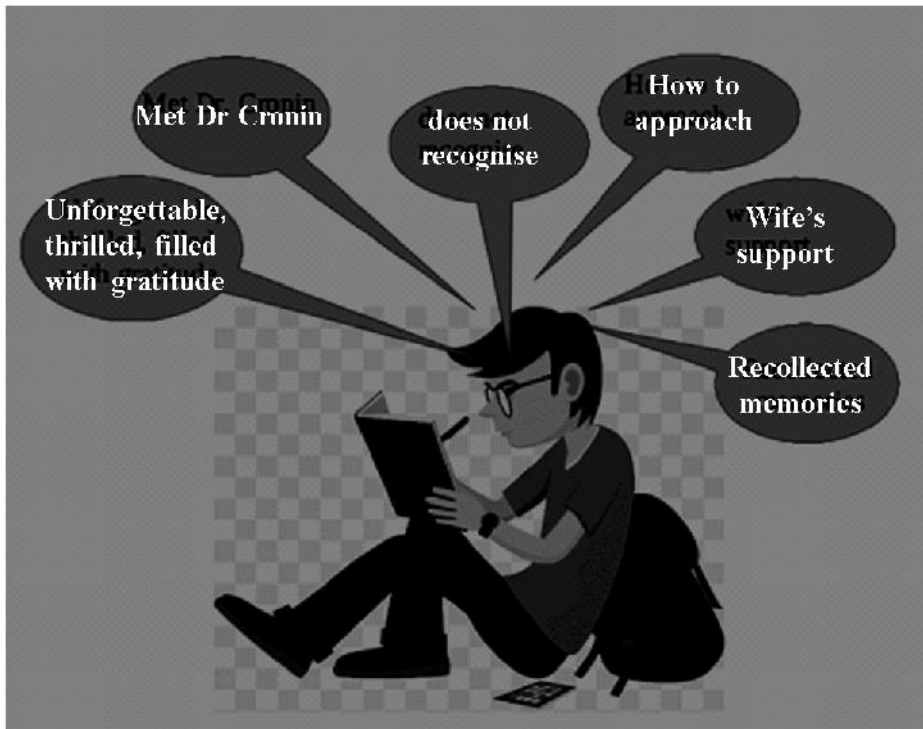 Met Dr Cronin
does not
recognise
How to
approach
Unforgettable,
thrilled, filled
with gratitude
Wife's
support
Recollected
memories